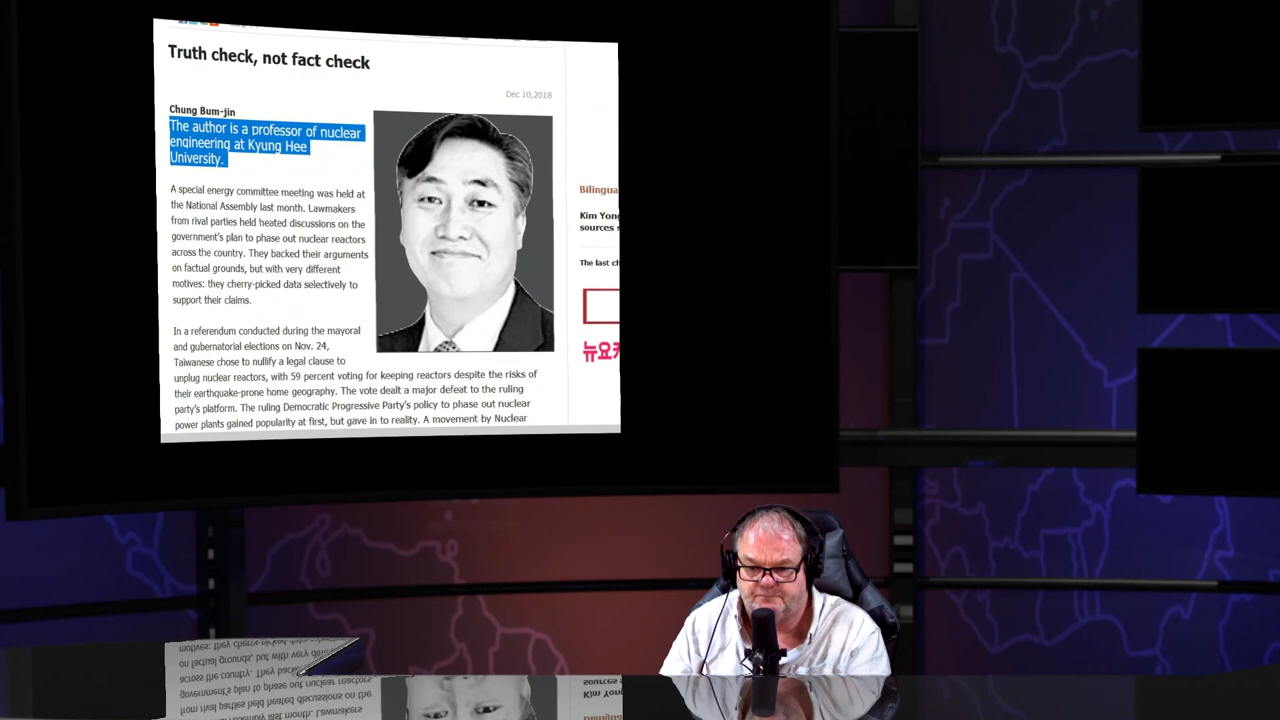 Truth check, not fact check
Dec 10,2018
Chung Bum-jin
The author is a professor of nuclear
engineering at Kyung Hee
University.
A special energy committee meeting was held at
the National Assembly last month. Lawmakers
from rival parties held heated discussions on the
government's plan to phase out nuclear reactors
across the country. They backed their arguments
on factual grounds, but with very different
motives: they cherry-picked data selectively to
support their claims.
In a referendum conducted during the mayoral
and gubernatorial elections on Nov. 24,
Taiwanese chose to nullify a legal clause to
unplug nuclear reactors, with 59 percent voting for keeping reactors despite the risks of
their earthquake-prone home geography. The vote dealt a major defeat to the ruling
party's platform. The ruling Democratic Progressive Party's policy to phase out nuclear
power plants gained popularity at first, but gave in to reality. A movement by Nuclear
Bilingua
Kim Yong
sources s
The last ch
뉴요